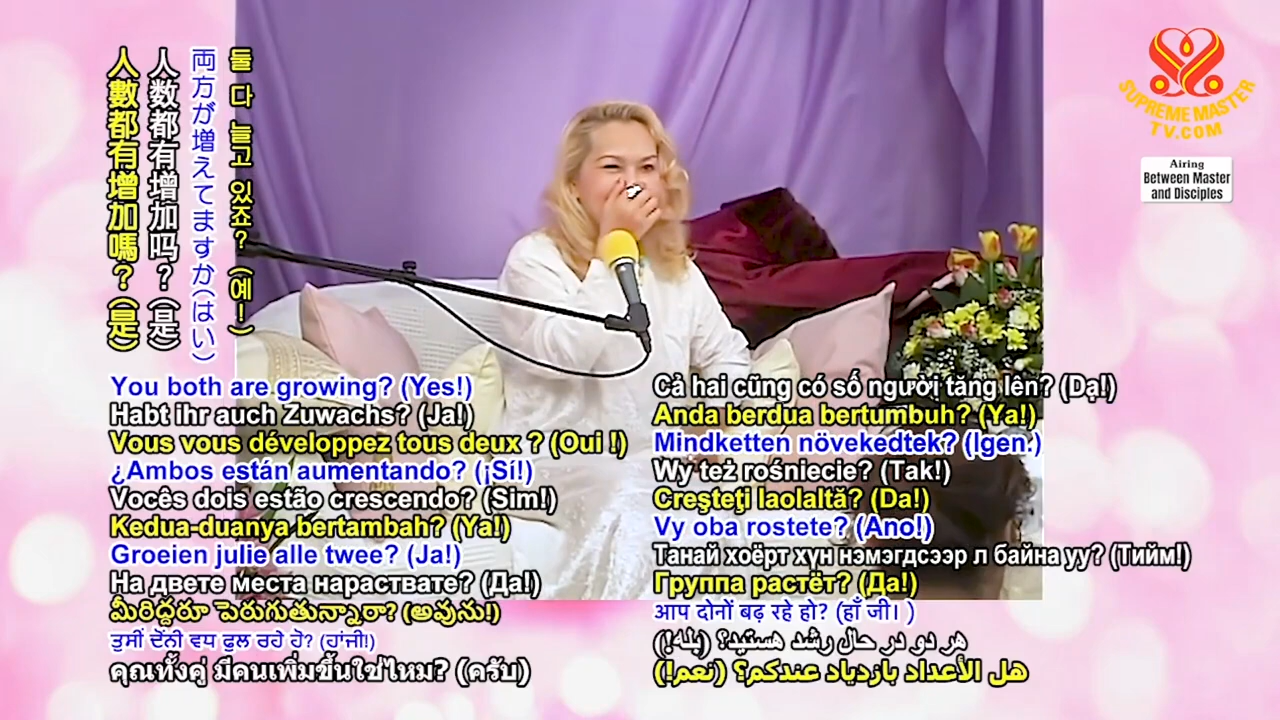 人數都有增加嗎？（是）
人数都有增加吗？（是）
両方が増えてますか（はい）
둘 다 늘고 있죠？（예！）
SUPREME MASTER
TV.COM
Airing
Between Master
and Disciples
You both are growing? (Yes!)
Habt ihr auch Zuwachs? (Ja!)
Vous vous développez tous deux ? (Oui !)
¿Ambos están aumentando? (¡Sí!)
Vocês dois estão crescendo? (Sim!)
Kedua-duanya bertambah? (Ya!)
Groeien julie alle twee? (Ja!)
На двете места нараствате? (Да!)
మీరిద్దరూ పెరుగుతున్నారా? (అవును!)
ਤੁਸੀਂ ਦੋਂਨੀ ਵਧ ਫੁਲ ਰਹੇ ਹੋ? (ਹਾਂਜੀ!)
คุณทั้งคู่ มีคนเพิ่มขึ้นใช่ไหม? (ครับ)
Cả hai cũng có số người tăng lên? (Dạ!)
Anda berdua bertumbuh? (Ya!)
Mindketten növekedtek? (Igen.)
Wy też rośniecie? (Tak!)
Creşteţi laolaltă? (Da!)
Vy oba rostete? (Ano!)
Танай хоёрт хүн нэмэгдсээр л байна уу? (Тийм!)
Группа растёт? (Да!)
आप दोनों बढ़ रहे हो? (हाँ जी। )
هر دو در حال رشد هستید؟ (بله!)
هل الأعداد بازدياد عندكم؟ (نعم!)